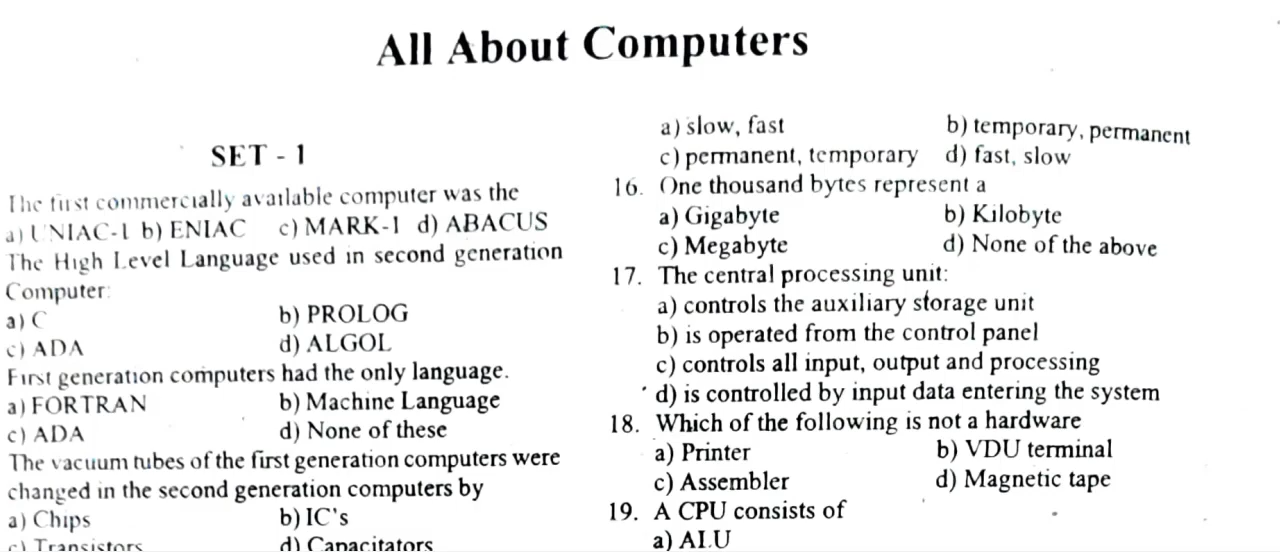 All About Computers
SET - 1
The first commercially available computer was the
a) UNIAC-1 b) ENIAC c) MARK-1 d) ABACUS
The High Level Language used in second generation
Computer:
a) C b) PROLOG
c) ADA d) ALGOL
First generation computers had the only language.
a) FORTRAN b) Machine Language
c) ADA d) None of these
The vacuum tubes of the first generation computers were
changed in the second generation computers by
a) Chips b) IC's
c) Transistors d) Capacitators
a) slow, fast b) temporary, permanent
c) permanent, temporary d) fast, slow
16. One thousand bytes represent a
a) Gigabyte b) Kilobyte
c) Megabyte d) None of the above
17. The central processing unit:
a) controls the auxiliary storage unit
b) is operated from the control panel
c) controls all input, output and processing
d) is controlled by input data entering the system
18. Which of the following is not a hardware
a) Printer b) VDU terminal
c) Assembler d) Magnetic tape
19. A CPU consists of
a) ALU